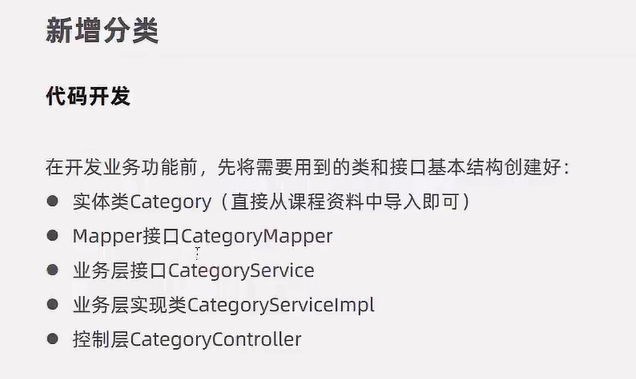 新增分类
代码开发
在开发业务功能前，先将需要用到的类和接口基本结构创建好：
● 实体类Category（直接从课程资料中导入即可）
● Mapper接口CategoryMapper
● 业务层接口CategoryService
● 业务层实现类CategoryServiceImpl
● 控制层CategoryController